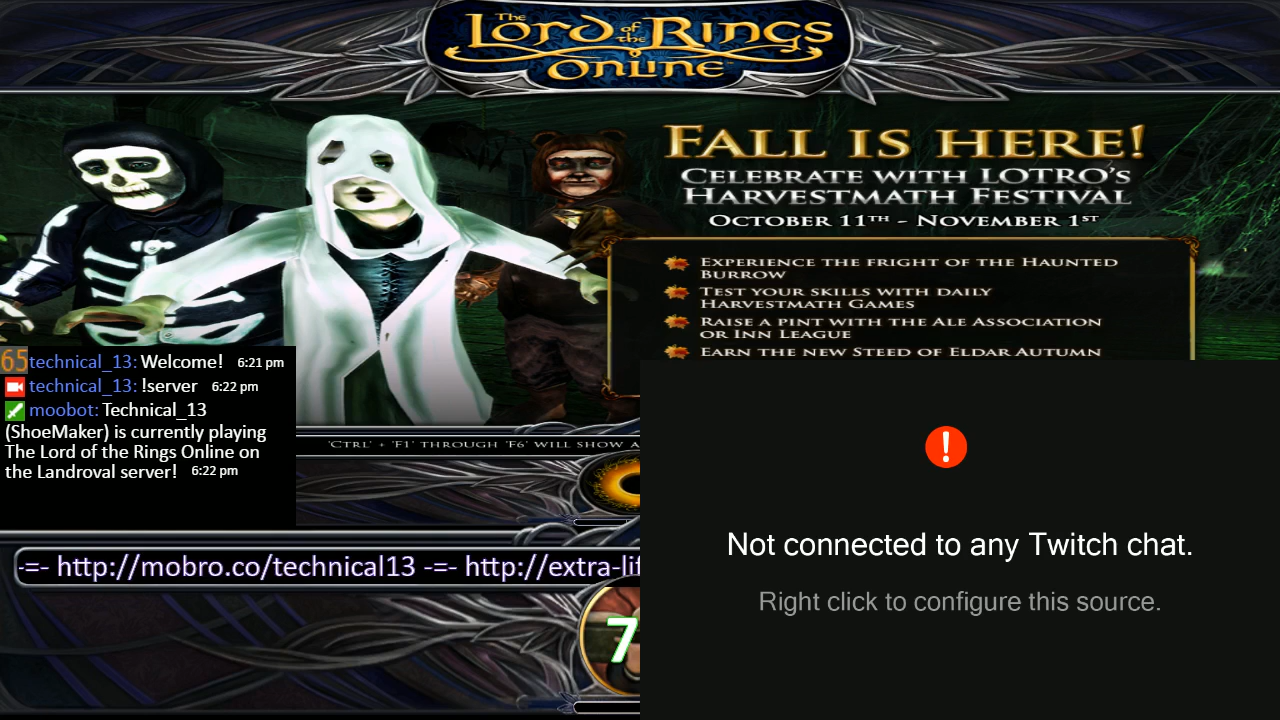 The Lord of the Rings Online™
FALL IS HERE!
CELEBRATE WITH LOTRO'S
HARVESTMATH FESTIVAL
OCTOBER 11TH - NOVEMBER 1ST
EXPERIENCE THE FRIGHT OF THE HAUNTED
BURROW
TEST YOUR SKILLS WITH DAILY
HARVESTMATH GAMES
RAISE A PINT WITH THE ALE ASSOCIATION
OR INN LEAGUE
EARN THE NEW STEED OF ELDAR AUTUMN
65 technical_13: Welcome! 6:21 pm
technical_13: !server 6:22 pm
moobot: Technical_13
(ShoeMaker) is currently playing
The Lord of the Rings Online on
the Landroval server! 6:22 pm
'CTRL' + 'F1' THROUGH 'F6' WILL SHOW A
!
Not connected to any Twitch chat.
Right click to configure this source.
-=- http://mobro.co/technical13 -=- http://extra-lif
7